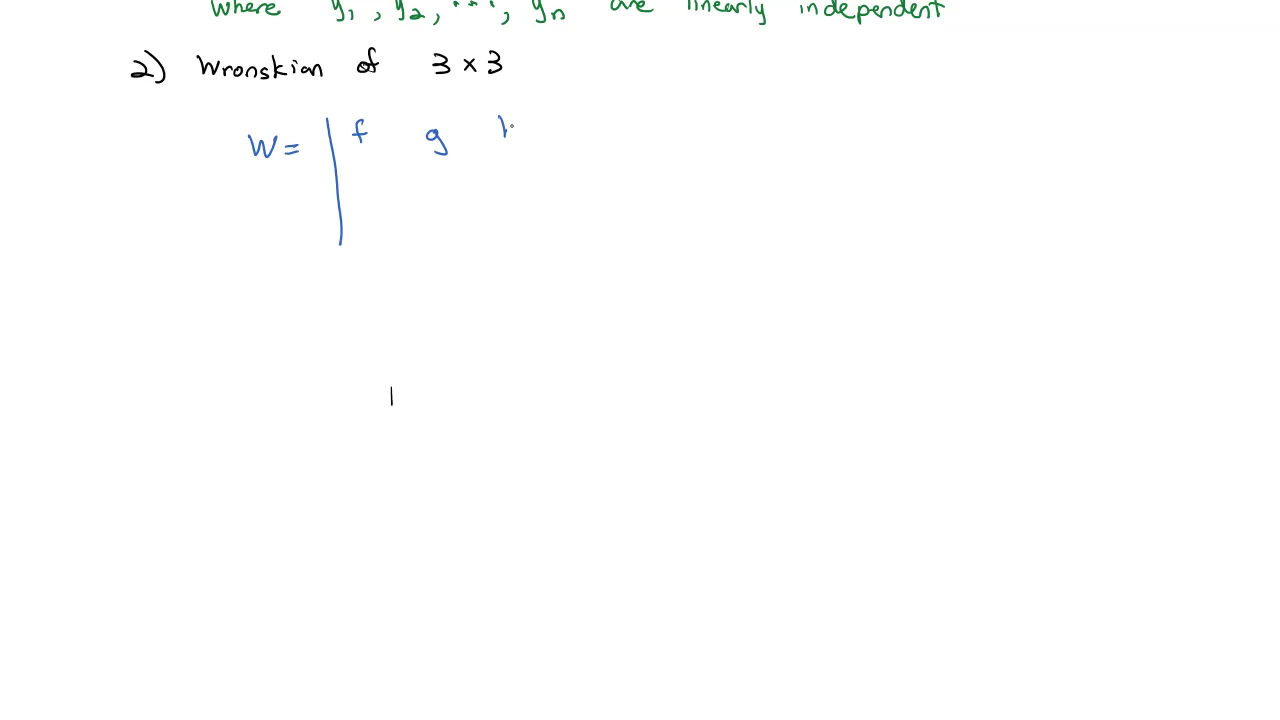 where y₁, y₂, ..., yₙ are linearly independent
2) Wronskian of 3 × 3
W = | f g